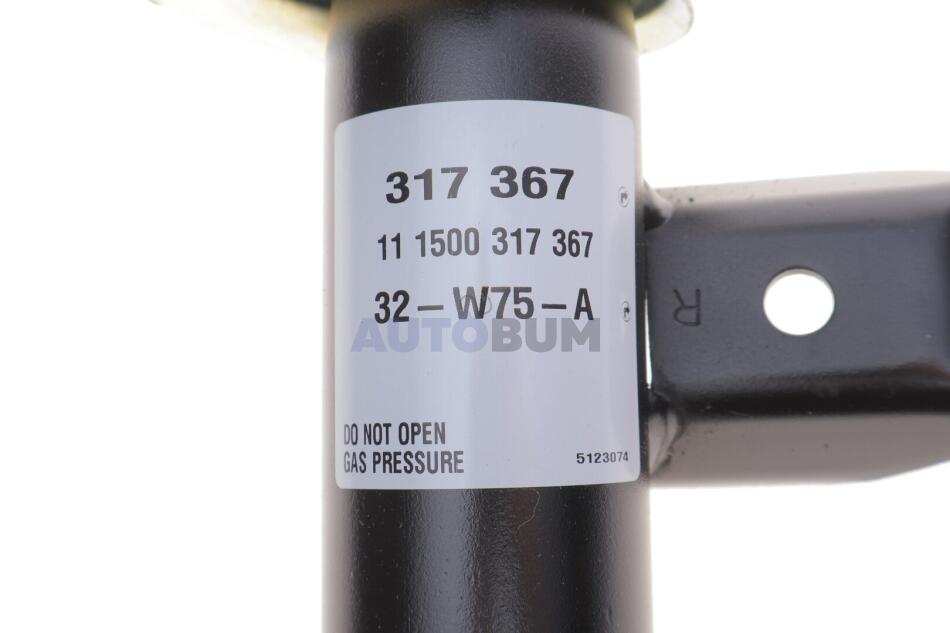 317 367
11 1500 317 367
32-W75-A
AUTOBUM
R
DO NOT OPEN
GAS PRESSURE
5123074